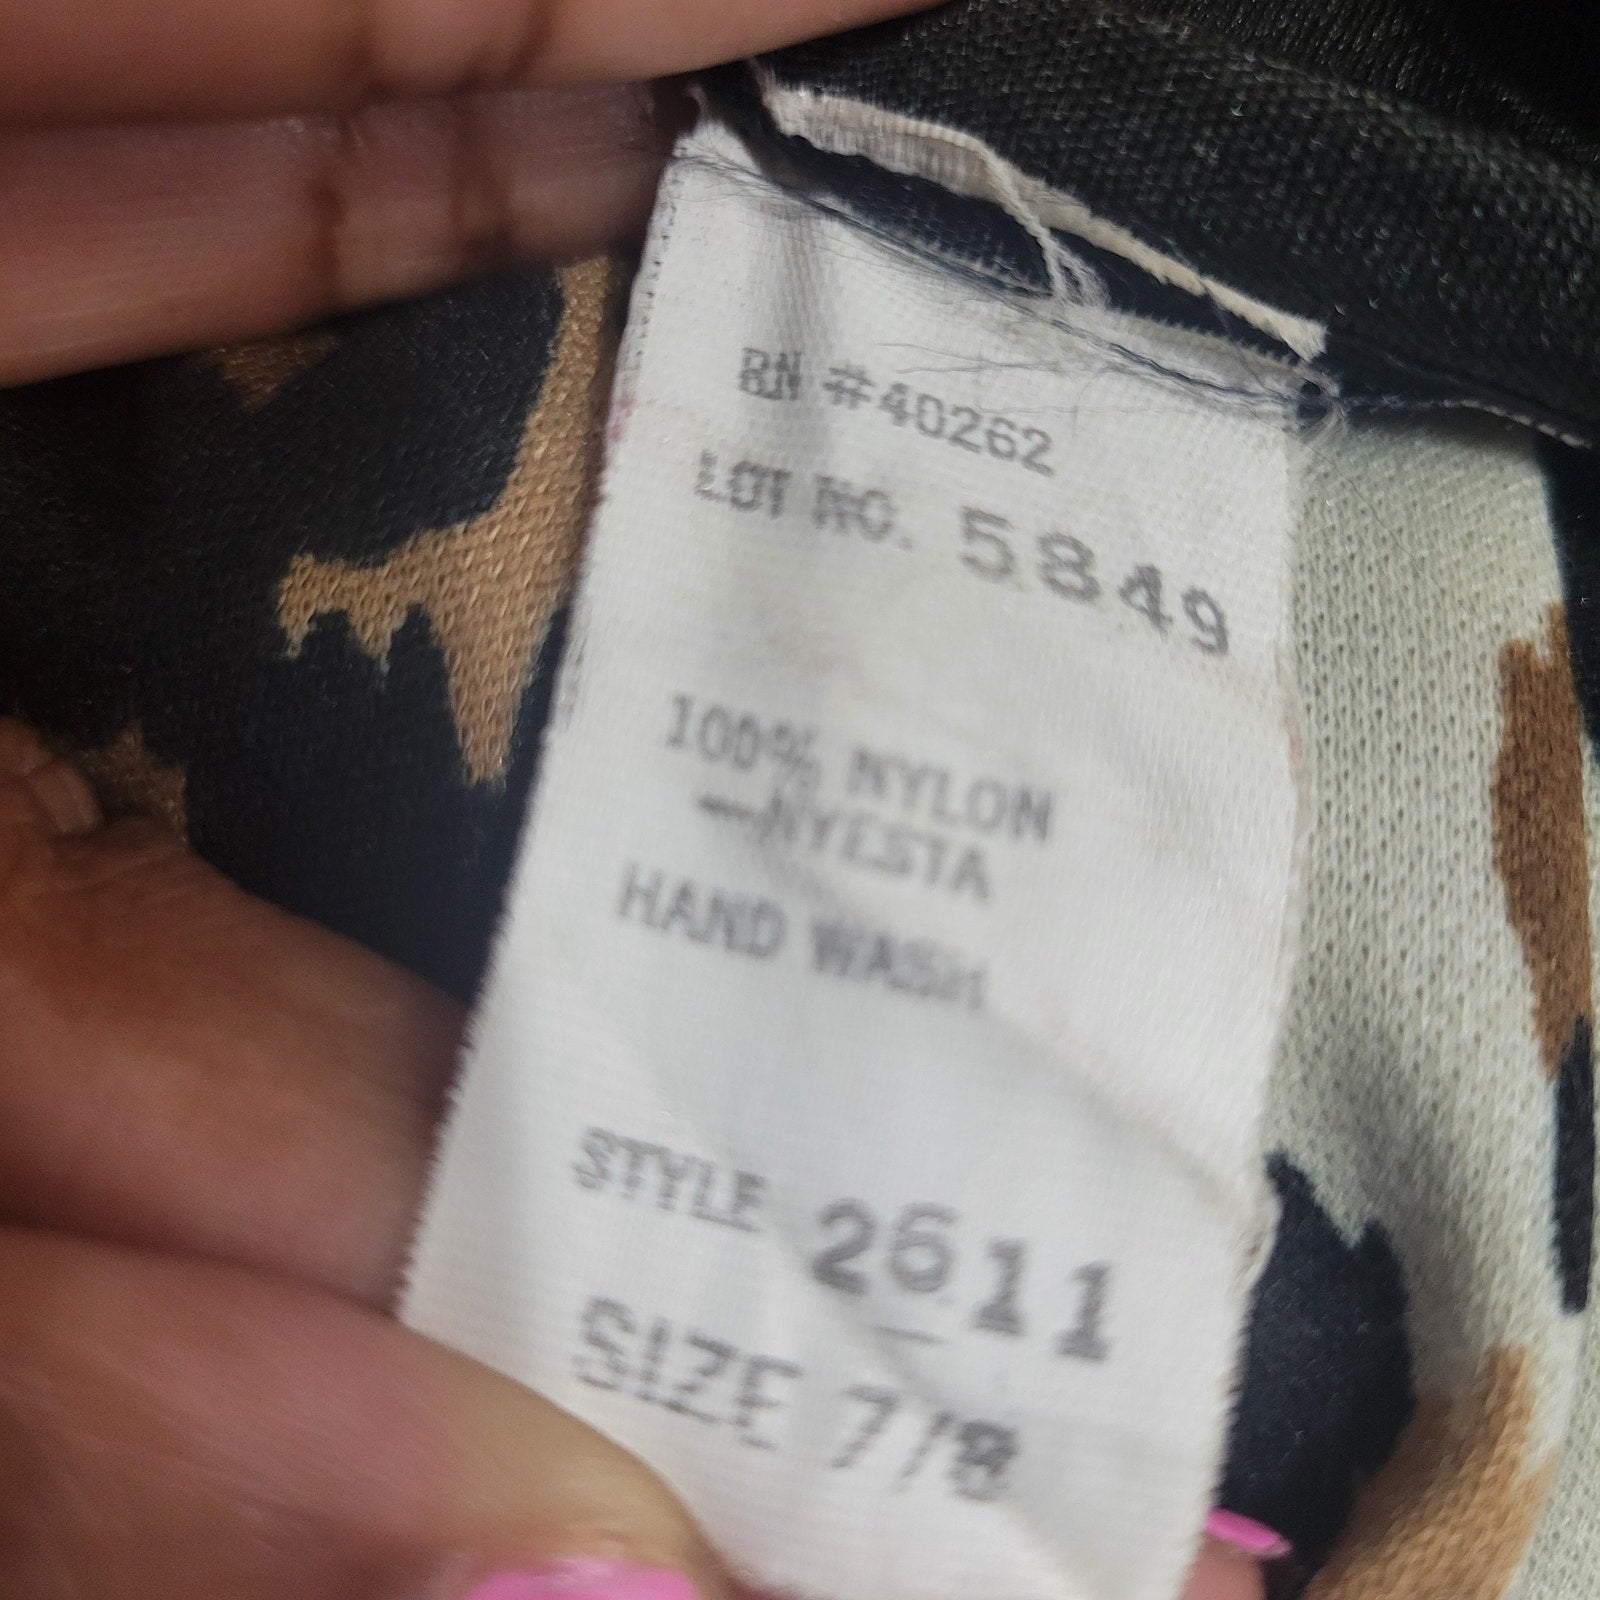 RN #40262
LOT NO. 5849
100% NYLON
—NYESTA
HAND WASH
STYLE 2611
SIZE 7/8